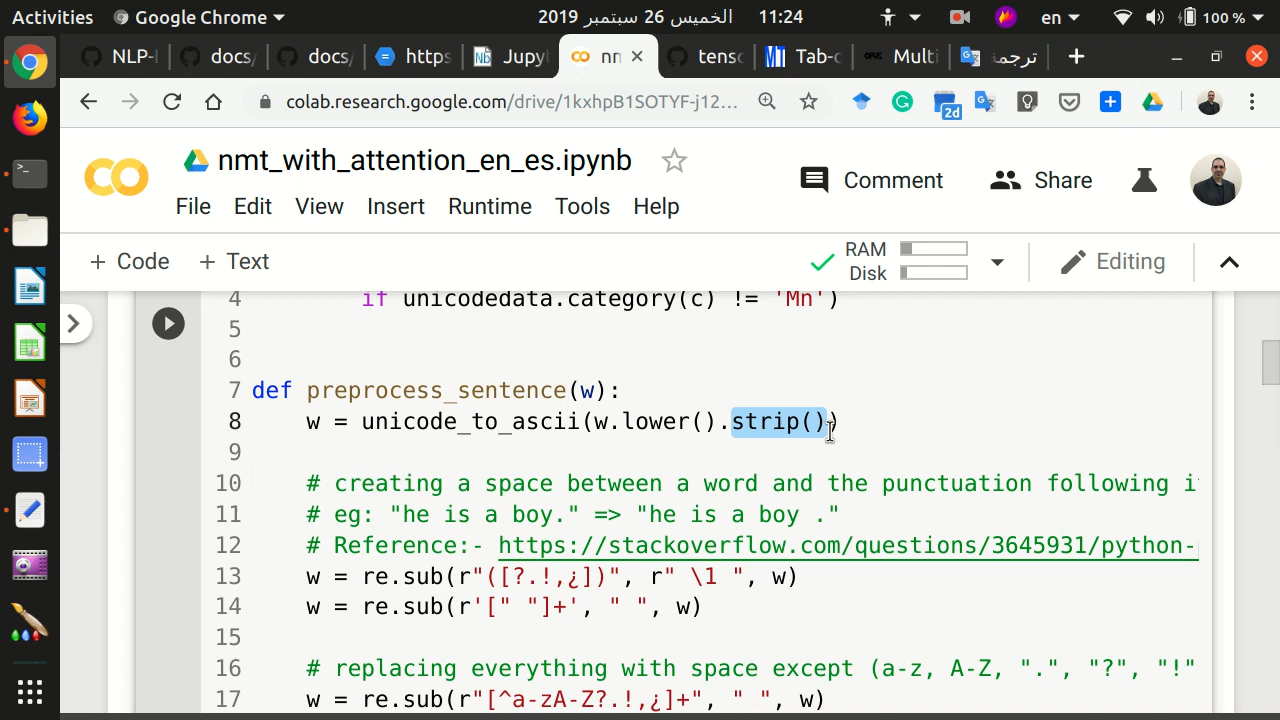 Activities Google Chrome الخميس 26 سبتمبر 2019 11:24 en 100 %
NLP- docs/ docs/ https Jupy nn tens Tab-c Multi ترجمة
colab.research.google.com/drive/1kxhpB1SOTYF-j12... 2d
nmt_with_attention_en_es.ipynb
Comment Share
File Edit View Insert Runtime Tools Help
+ Code + Text RAM Disk Editing
4 if unicodedata.category(c) != 'Mn')
5
6
7 def preprocess_sentence(w):
8 w = unicode_to_ascii(w.lower().strip())
9
10 # creating a space between a word and the punctuation following i
11 # eg: "he is a boy." => "he is a boy ."
12 # Reference:- https://stackoverflow.com/questions/3645931/python-
13 w = re.sub(r"([?.!,¿])", r" \1 ", w)
14 w = re.sub(r'[" "]+', " ", w)
15
16 # replacing everything with space except (a-z, A-Z, ".", "?", "!"
17 w = re.sub(r"[^a-zA-Z?.!,¿]+", " ", w)